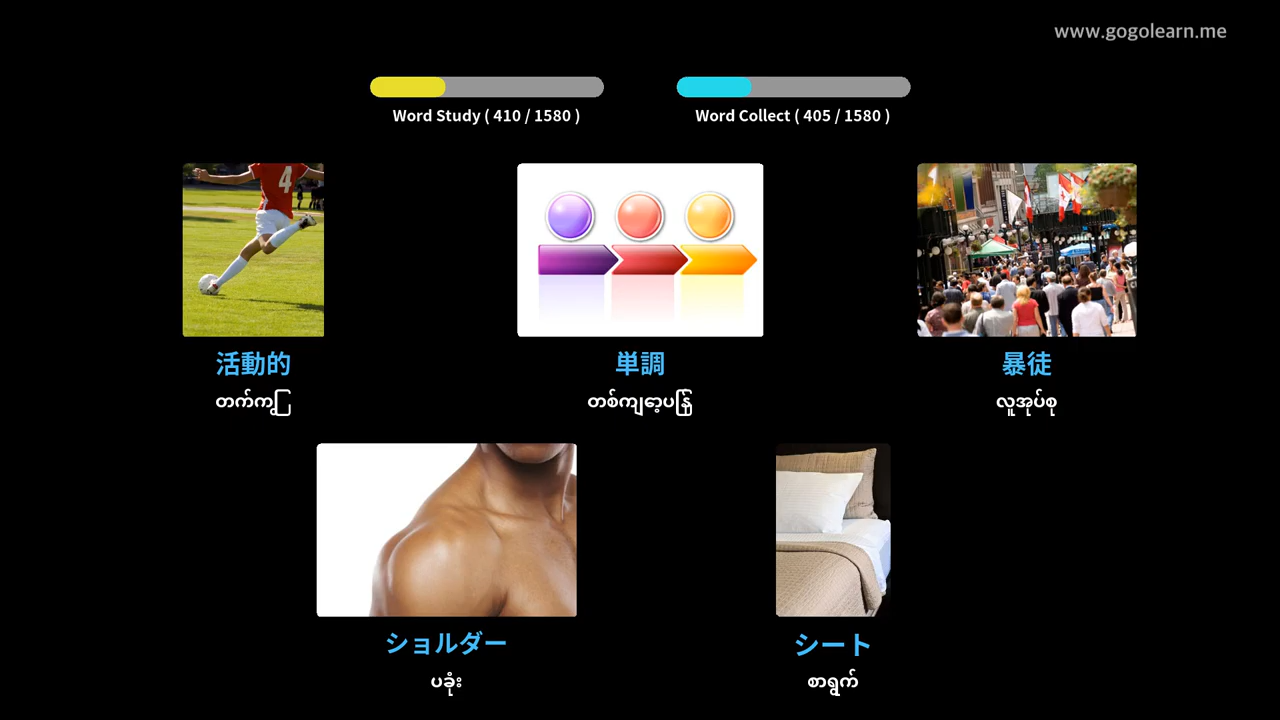 www.gogolearn.me
Word Study ( 410 / 1580 )
Word Collect ( 405 / 1580 )
4
活動的
တက်ကြွ
単調
တစ်ကျော့ပြန်
暴徒
လူအုပ်စု
ショルダー
ပခုံး
シート
စာရွက်